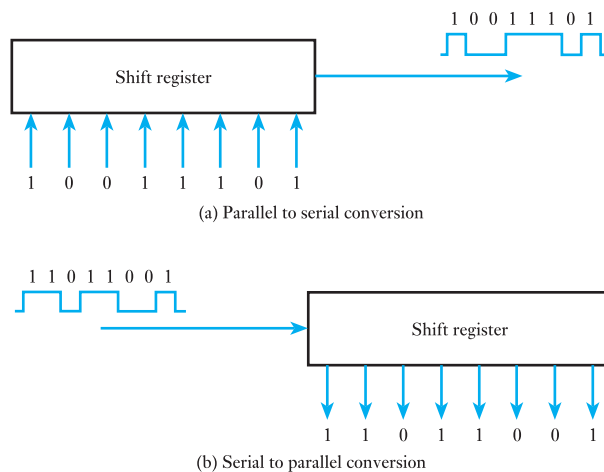 1 0 0 1 1 1 0 1
Shift register
1 0 0 1 1 1 0 1
(a) Parallel to serial conversion
1 1 0 1 1 0 0 1
Shift register
1 1 0 1 1 0 0 1
(b) Serial to parallel conversion